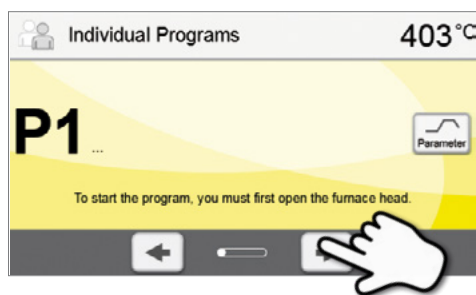 Individual Programs 403 °C
P1 ...
Parameter
To start the program, you must first open the furnace head.